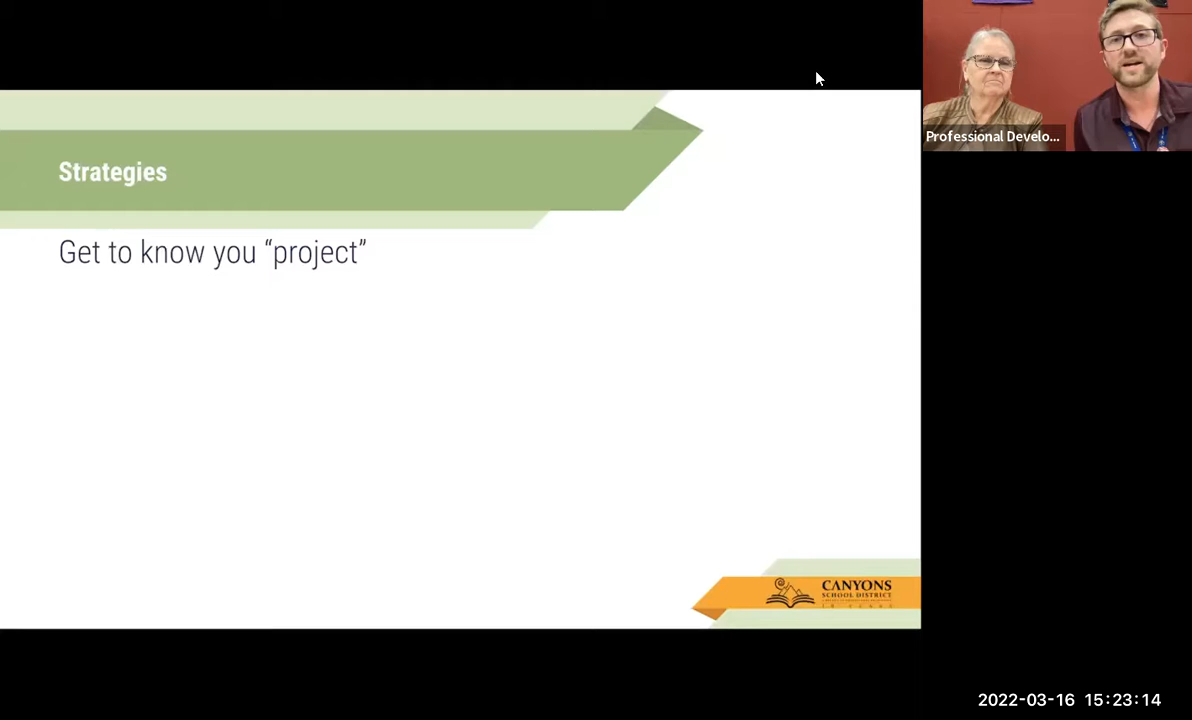 Professional Develo...
Strategies
Get to know you “project”
CANYONS
SCHOOL DISTRICT
2022-03-16 15:23:14